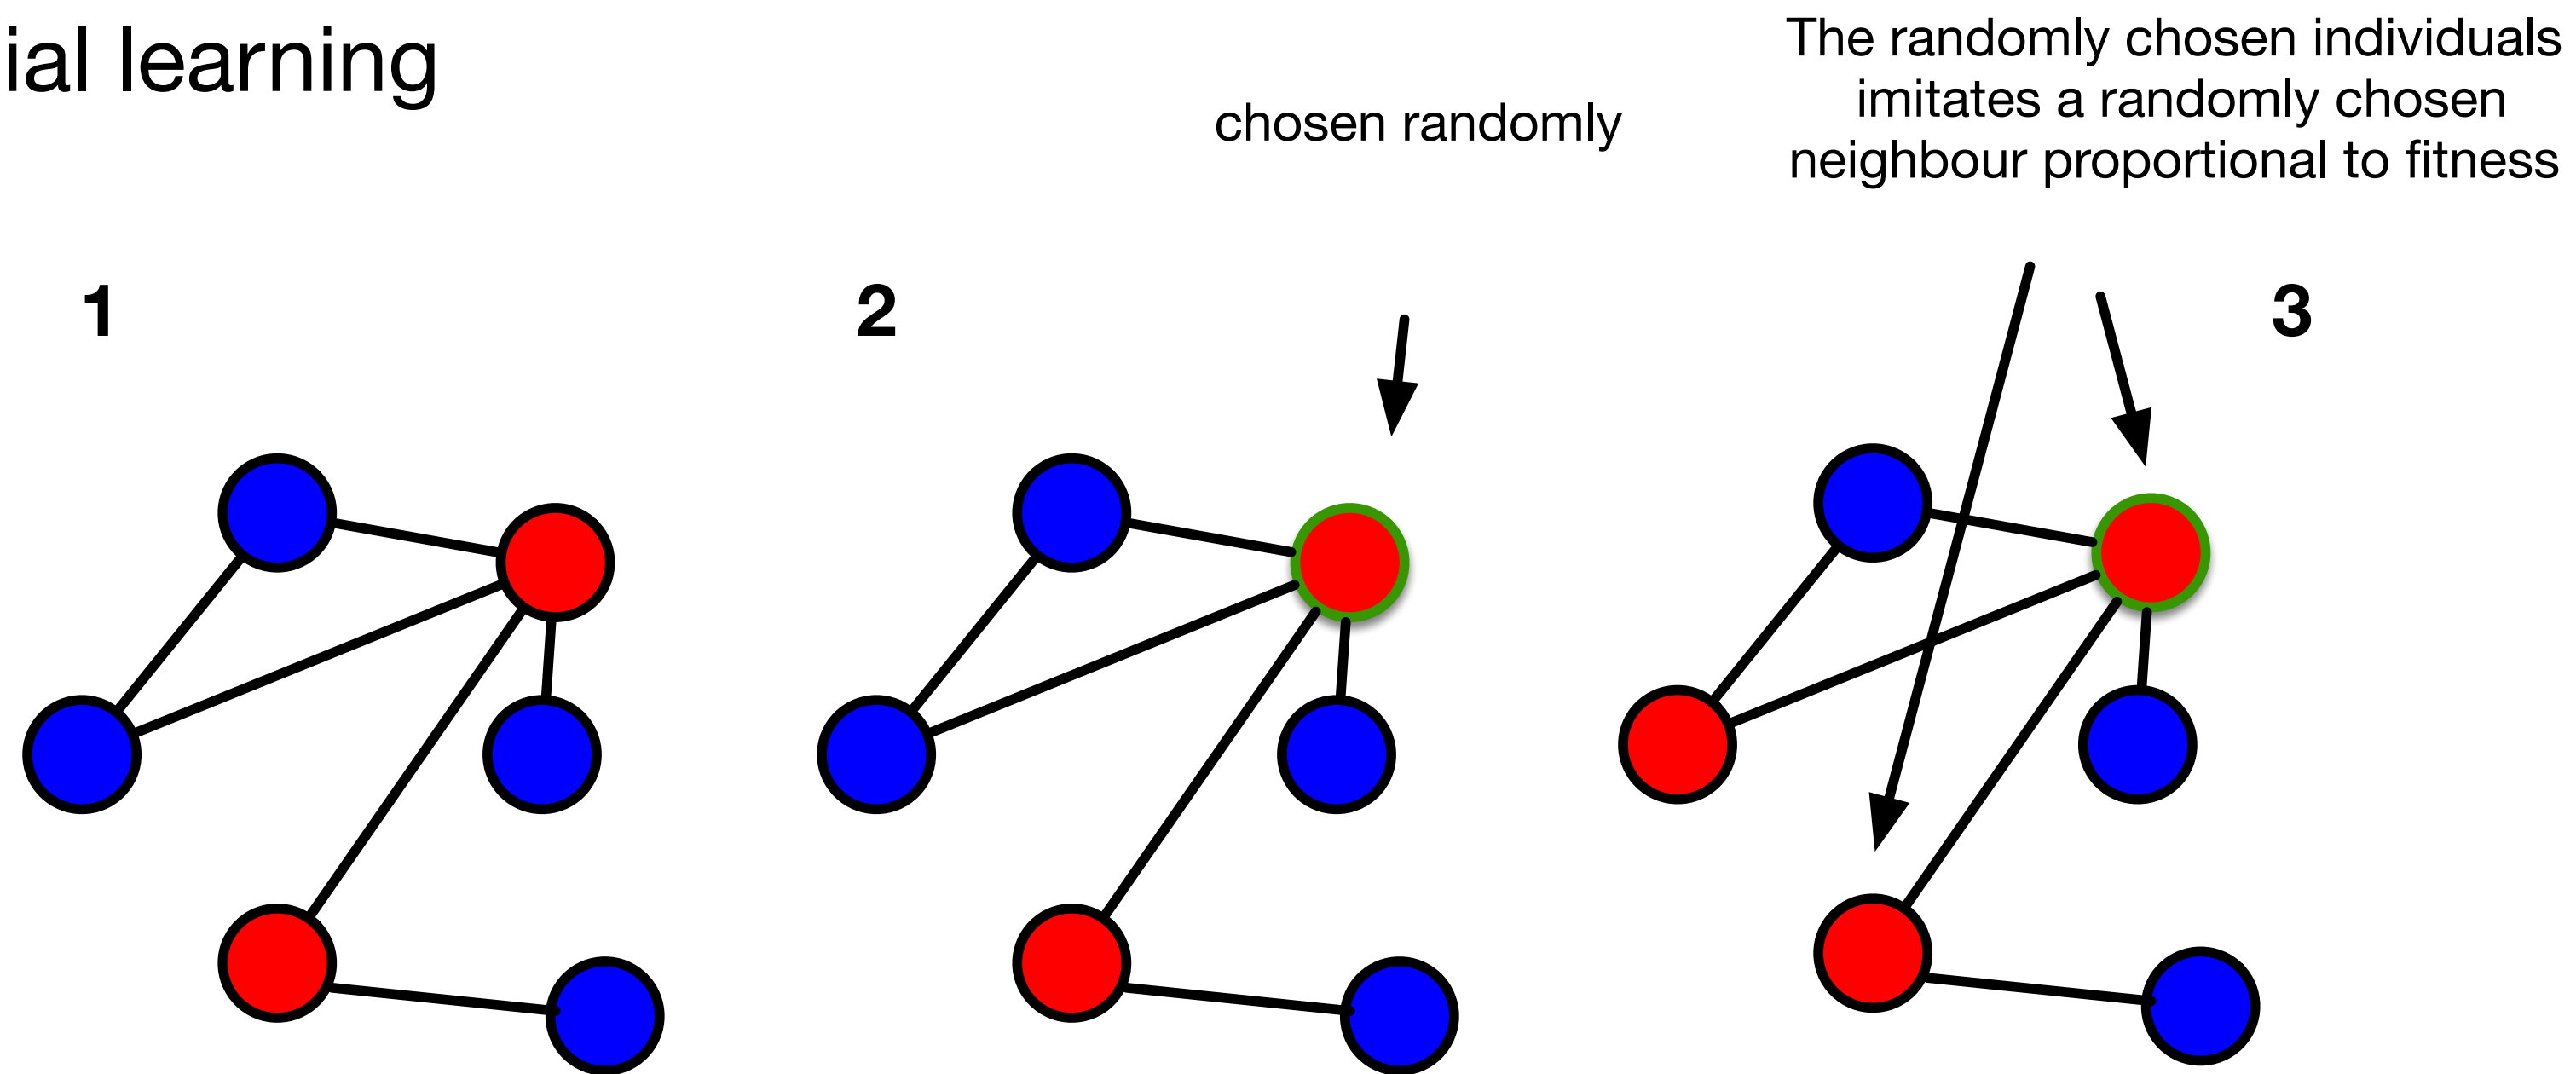 ial learning
chosen randomly
The randomly chosen individuals
imitates a randomly chosen
neighbour proportional to fitness
1
2
3